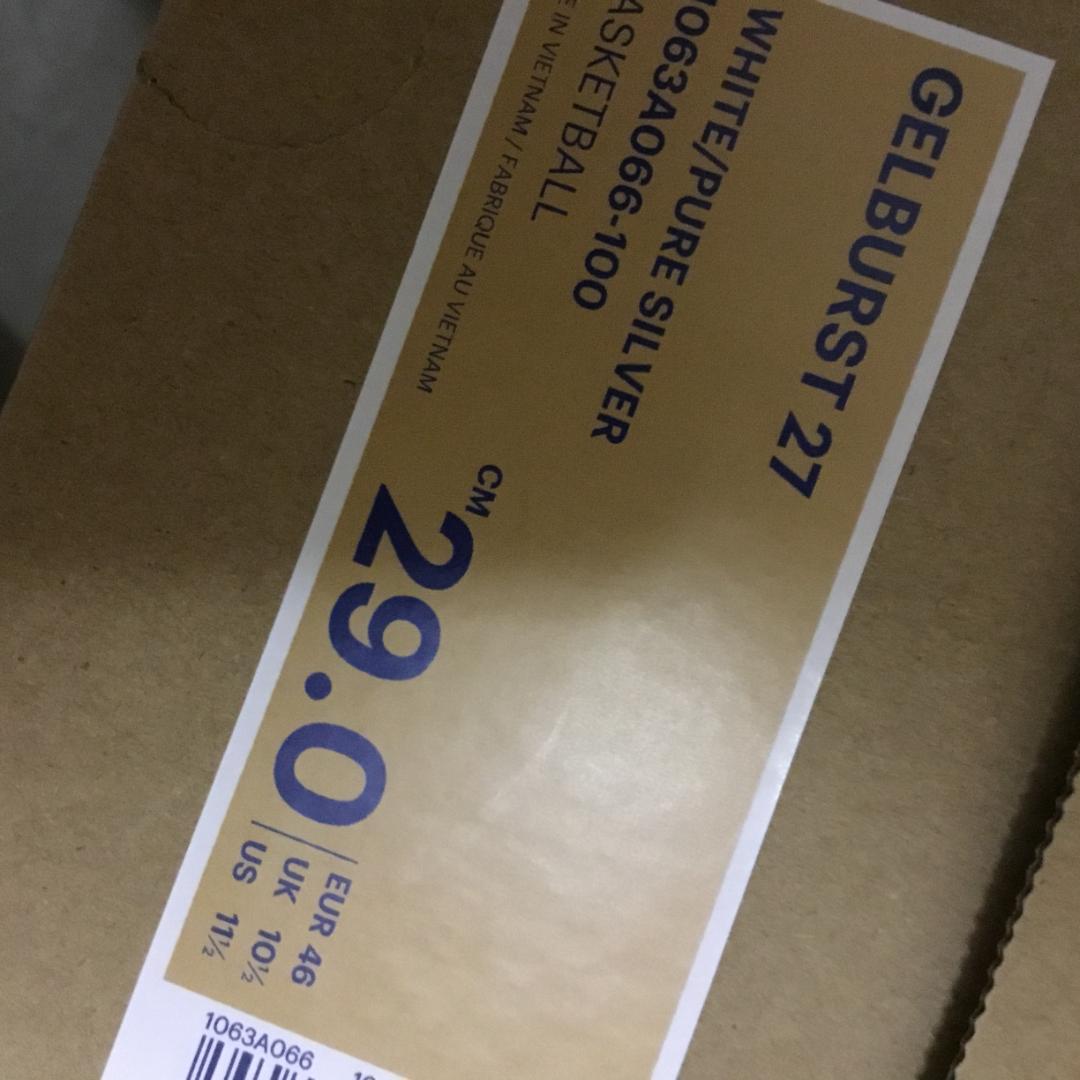 GELBURST 27
WHITE/PURE SILVER
1063A066-100
ASKETBALL
E IN VIETNAM / FABRIQUE AU VIETNAM
CM 29.0
EUR 46
UK 10½
US 11½
1063A066